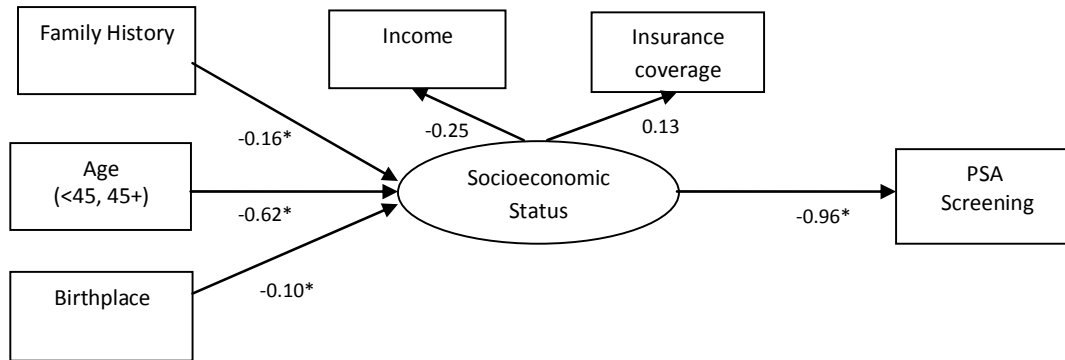 Family History
Income
Insurance
coverage
-0.16*
-0.25
0.13
Age
(<45, 45+)
-0.62*
Socioeconomic
Status
-0.96*
PSA
Screening
Birthplace
-0.10*